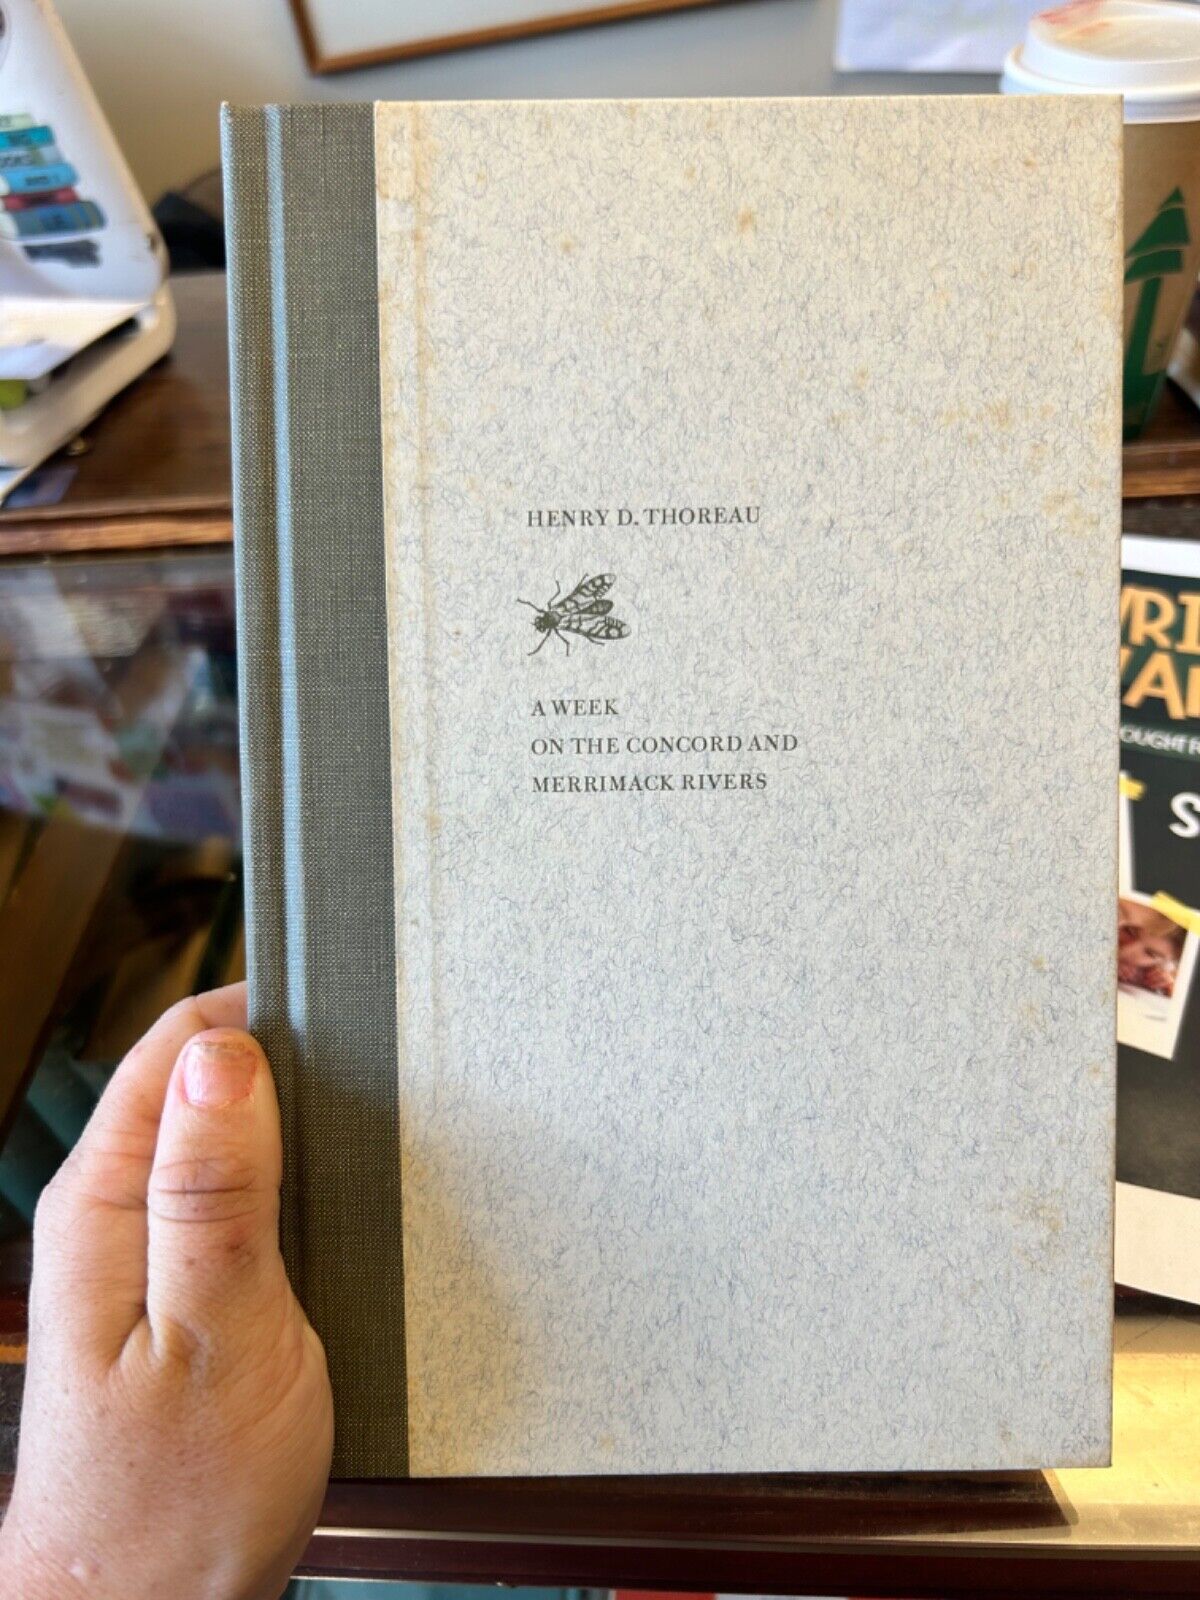 HENRY D. THOREAU
A WEEK
ON THE CONCORD AND
MERRIMACK RIVERS